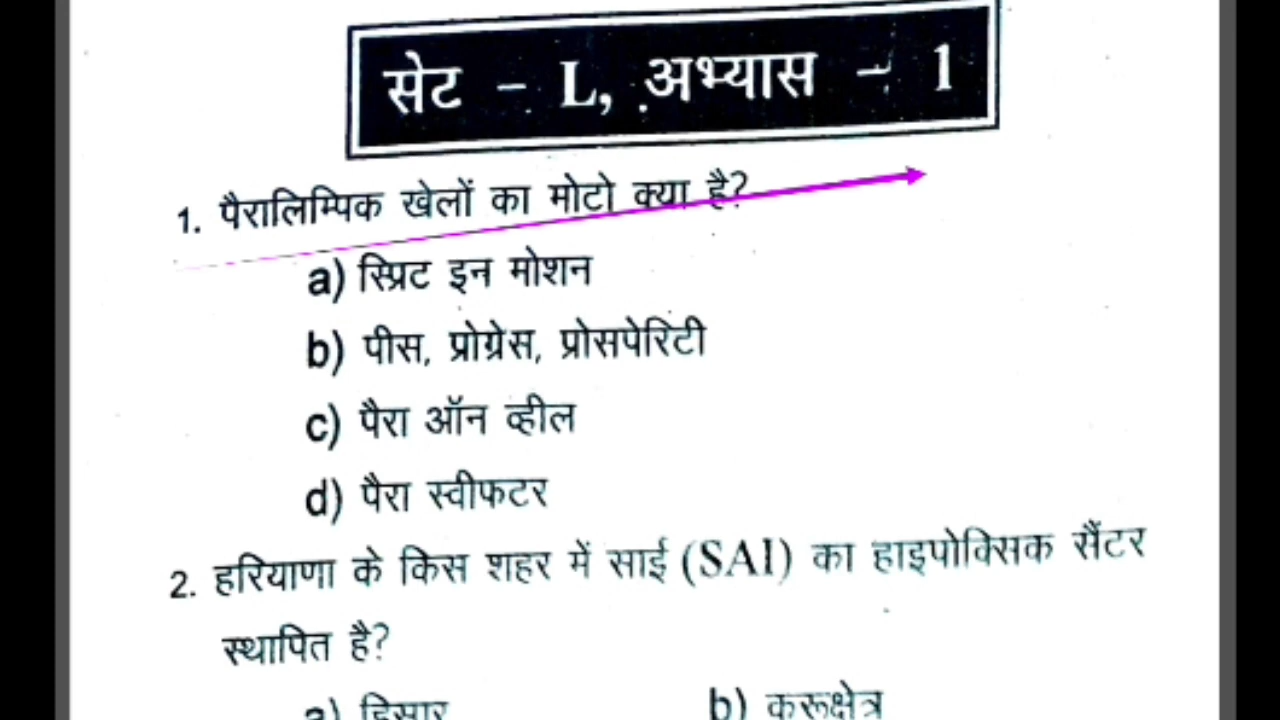 सेट - L, अभ्यास - 1
1. पैरालिम्पिक खेलों का मोटो क्या है?
a) स्प्रिट इन मोशन
b) पीस, प्रोग्रेस, प्रोसपेरिटी
c) पैरा ऑन व्हील
d) पैरा स्वीफटर
2. हरियाणा के किस शहर में साई (SAI) का हाइपोक्सिक सैंटर
स्थापित है?
a) हिसार b) करूक्षेत्र